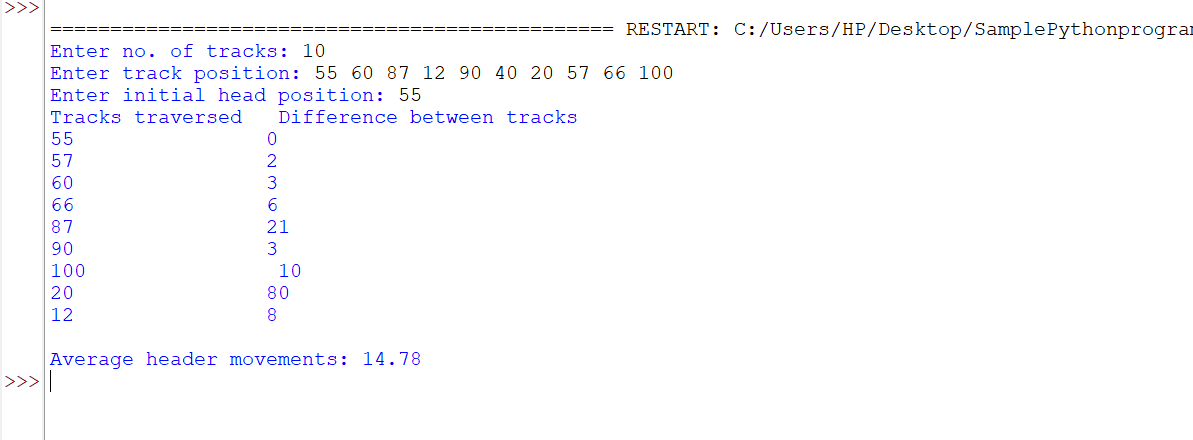 >>>
=============================================== RESTART: C:/Users/HP/Desktop/SamplePythonprogra
Enter no. of tracks: 10
Enter track position: 55 60 87 12 90 40 20 57 66 100
Enter initial head position: 55
Tracks traversed   Difference between tracks
55                0
57                2
60                3
66                6
87                21
90                3
100                10
20                80
12                8
Average header movements: 14.78
>>>